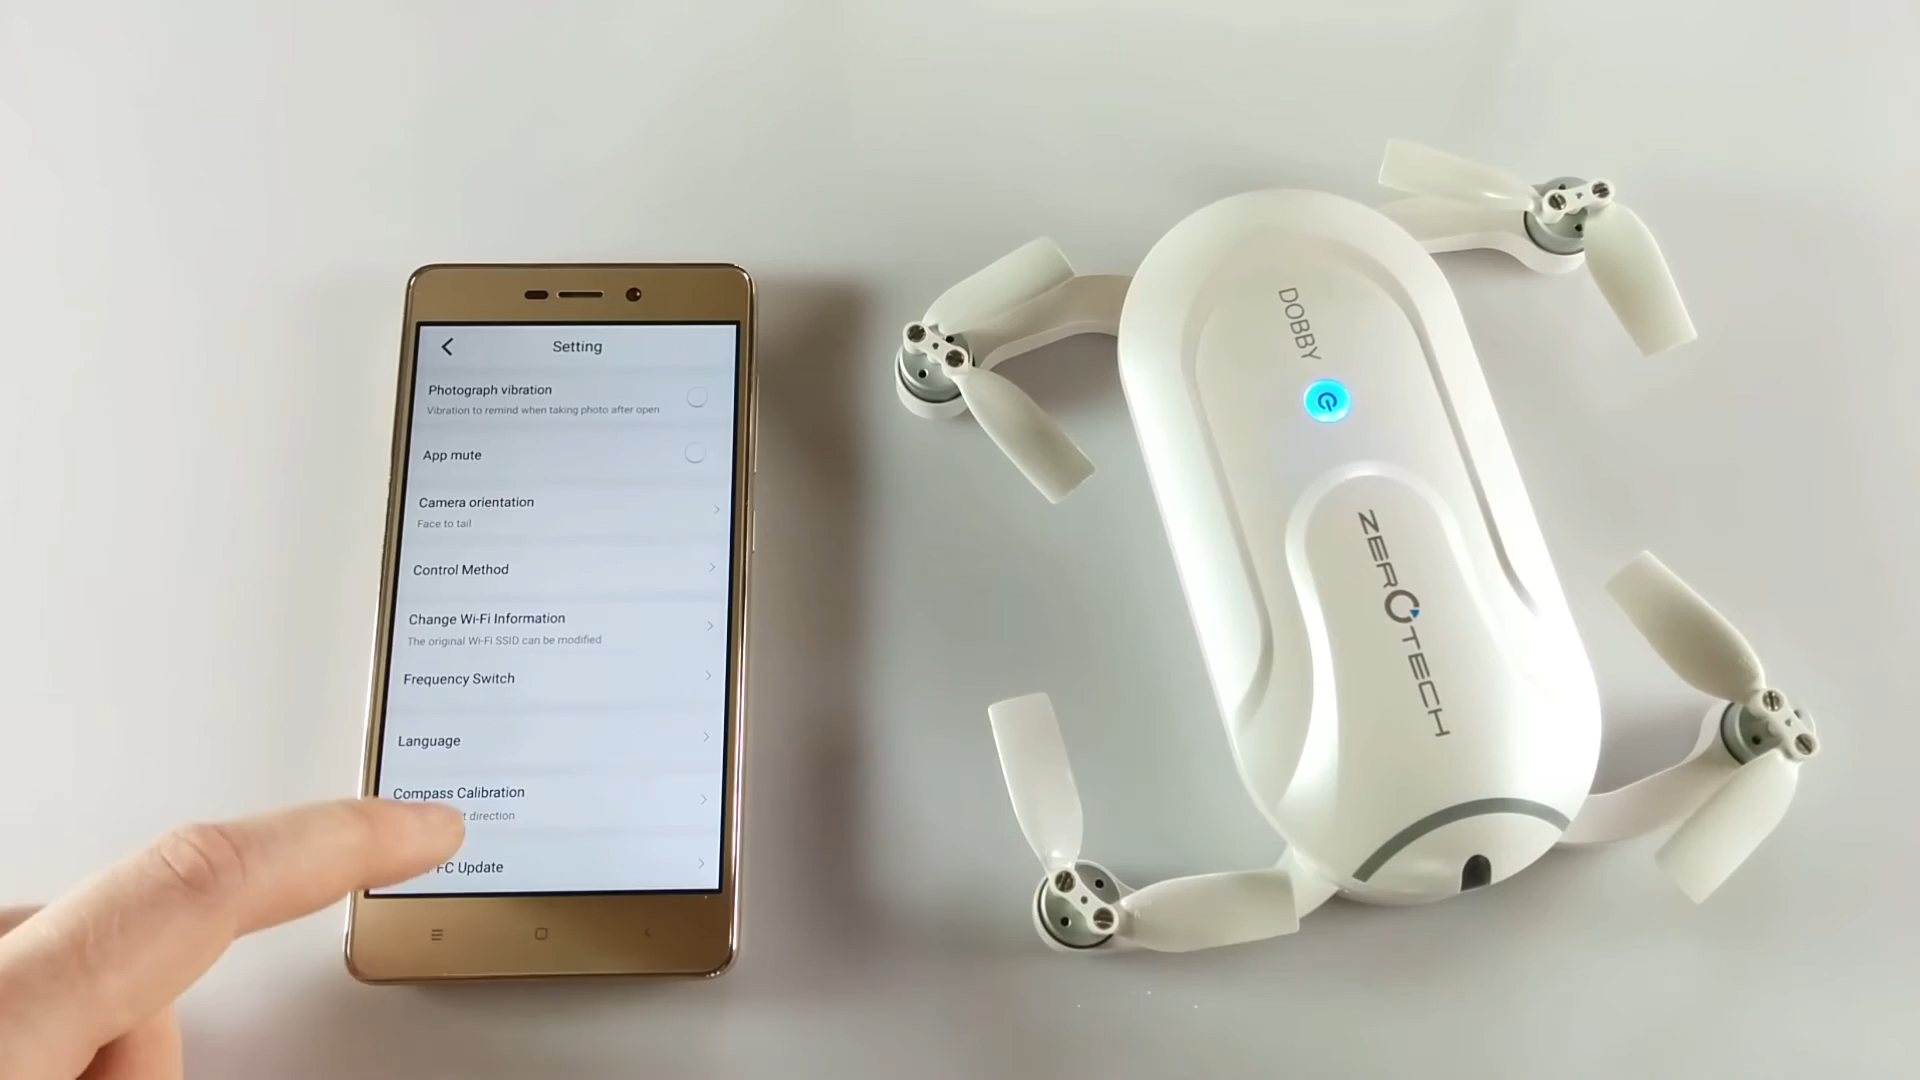 Setting
Photograph vibration
Vibration to remind when taking photo after open
App mute
Camera orientation
Face to tail
Control Method
Change Wi-Fi Information
The original Wi-Fi SSID can be modified
Frequency Switch
Language
Compass Calibration
direction
FC Update
DOBBY
ZEROTECH